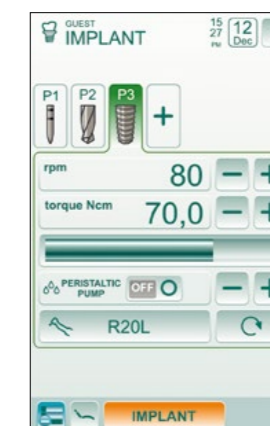 GUEST
IMPLANT
15
27
PM
12
Dec
P1
P2
P3
+
rpm
80
− +
torque Ncm
70,0
− +
PERISTALTIC
PUMP
OFF
− +
R20L
IMPLANT